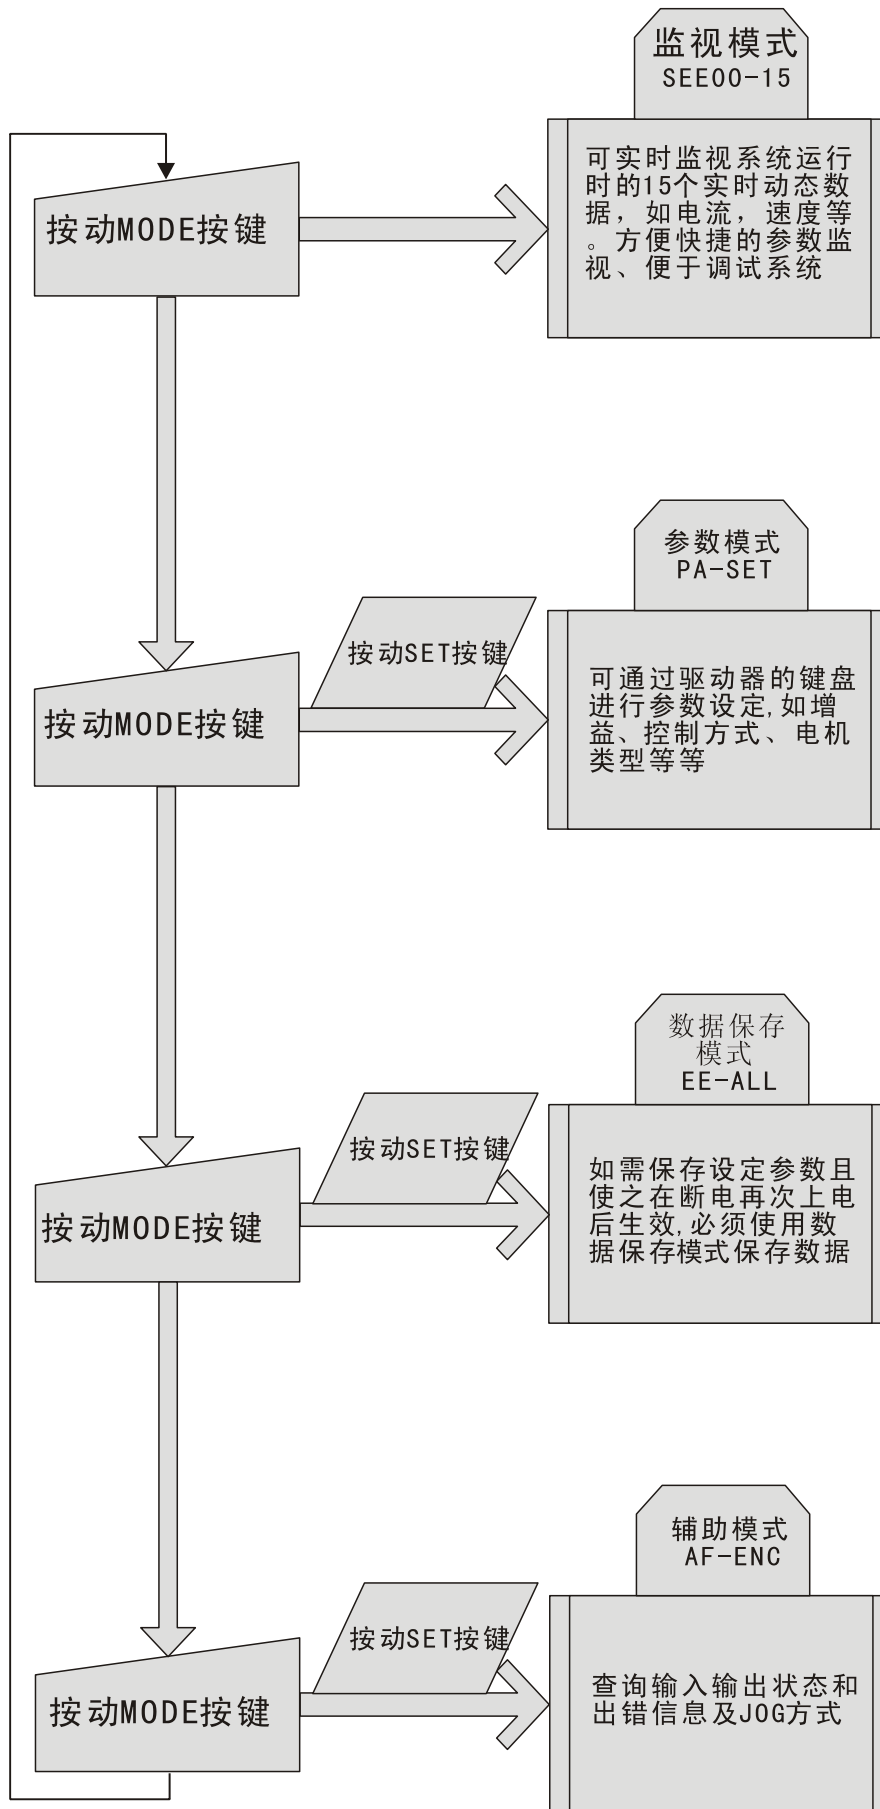 监视模式
SEE00-15
按动MODE按键
可实时监视系统运行
时的15个实时动态数
据，如电流，速度等
。方便快捷的参数监
视、便于调试系统
参数模式
PA-SET
按动SET按键
按动MODE按键
可通过驱动器的键盘
进行参数设定,如增
益、控制方式、电机
类型等等
数据保存
模式
EE-ALL
按动SET按键
按动MODE按键
如需保存设定参数且
使之在断电再次上电
后生效,必须使用数
据保存模式保存数据
辅助模式
AF-ENC
按动SET按键
按动MODE按键
查询输入输出状态和
出错信息及JOG方式